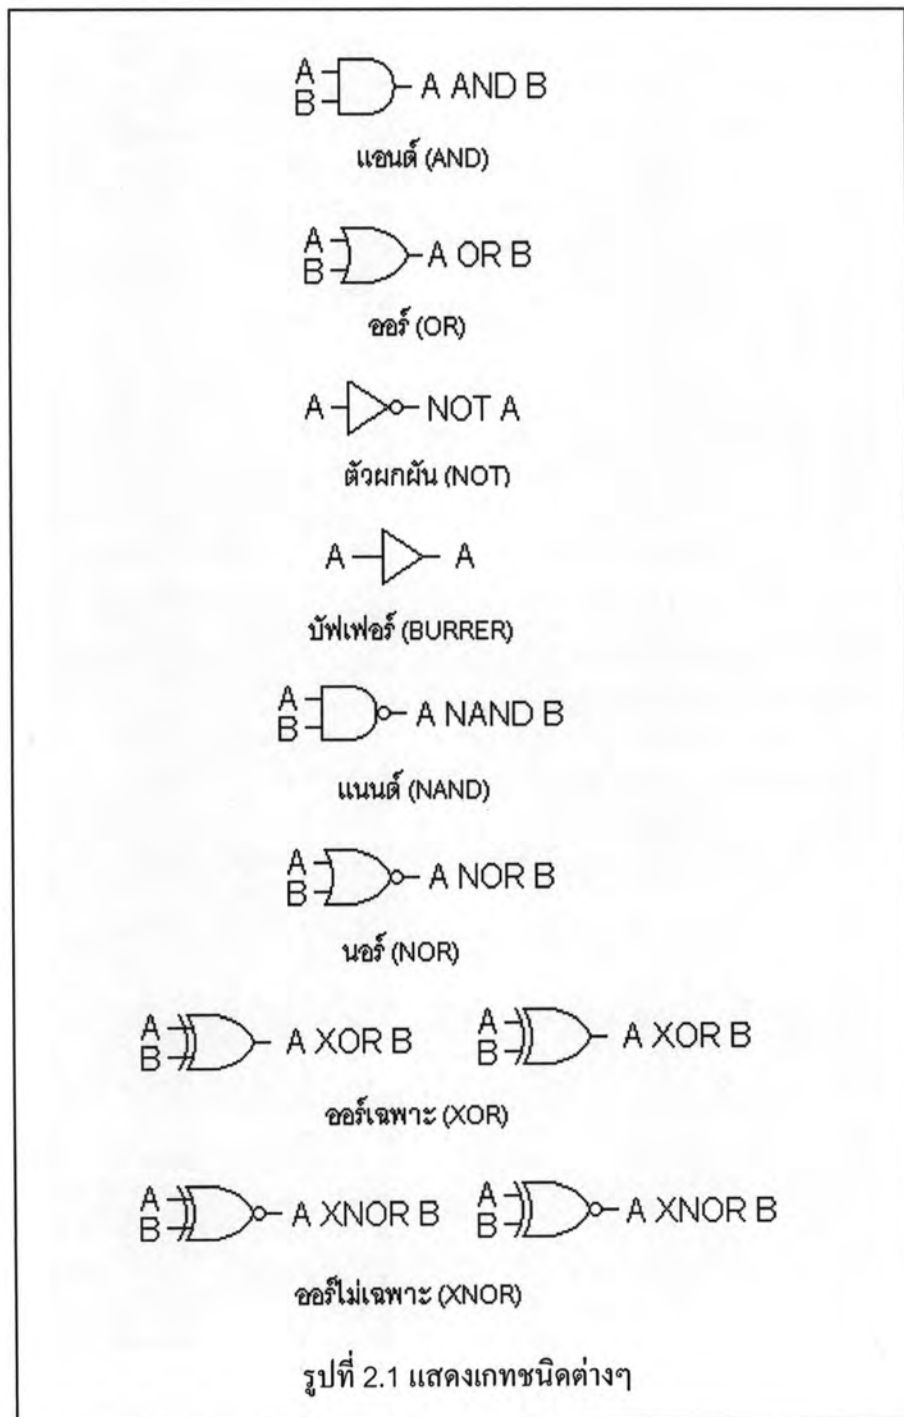 A
B
A AND B
แอนด์ (AND)
A
B
A OR B
ออร์ (OR)
A
NOT A
ตัวผกผัน (NOT)
A
A
บัฟเฟอร์ (BURRER)
A
B
A NAND B
แนนด์ (NAND)
A
B
A NOR B
นอร์ (NOR)
A
B
A XOR B
A
B
A XOR B
ออร์เฉพาะ (XOR)
A
B
A XNOR B
A
B
A XNOR B
ออร์ไม่เฉพาะ (XNOR)
รูปที่ 2.1 แสดงเกทชนิดต่างๆ